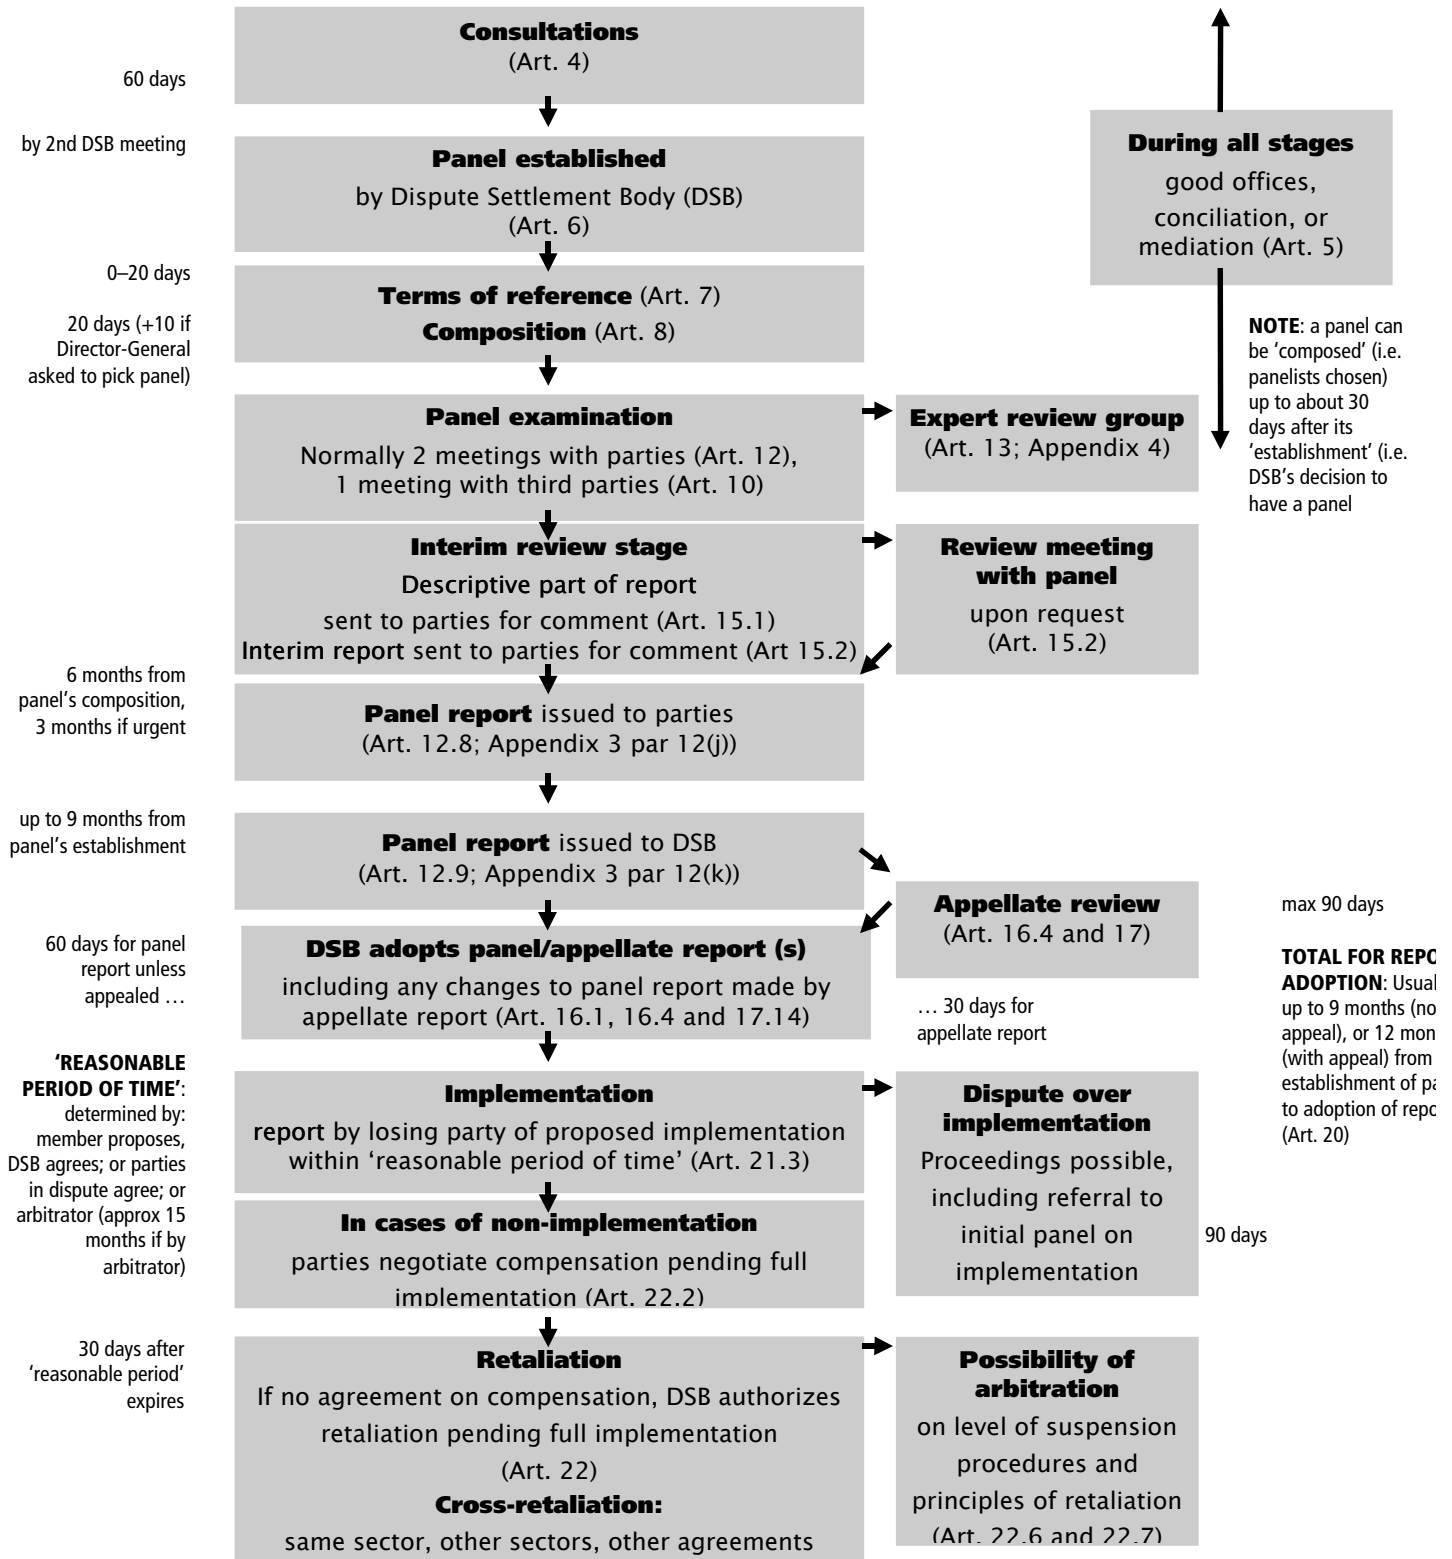 Consultations
(Art. 4)
60 days
by 2nd DSB meeting
Panel established
by Dispute Settlement Body (DSB)
(Art. 6)
During all stages
good offices,
conciliation, or
mediation (Art. 5)
0–20 days
Terms of reference (Art. 7)
Composition (Art. 8)
20 days (+10 if
Director-General
asked to pick panel)
NOTE: a panel can
be ‘composed’ (i.e.
panelists chosen)
up to about 30
days after its
‘establishment’ (i.e.
DSB’s decision to
have a panel
Panel examination
Normally 2 meetings with parties (Art. 12),
1 meeting with third parties (Art. 10)
Expert review group
(Art. 13; Appendix 4)
Interim review stage
Descriptive part of report
sent to parties for comment (Art. 15.1)
Interim report sent to parties for comment (Art 15.2)
Review meeting
with panel
upon request
(Art. 15.2)
6 months from
panel’s composition,
3 months if urgent
Panel report issued to parties
(Art. 12.8; Appendix 3 par 12(j))
up to 9 months from
panel’s establishment
Panel report issued to DSB
(Art. 12.9; Appendix 3 par 12(k))
Appellate review
(Art. 16.4 and 17)
max 90 days
60 days for panel
report unless
appealed …
DSB adopts panel/appellate report (s)
including any changes to panel report made by
appellate report (Art. 16.1, 16.4 and 17.14)
… 30 days for
appellate report
TOTAL FOR
ADOPTION:
up to 9 months
appeal), or 12
(with appeal) from
establishment of
to adoption of
(Art. 20)
‘REASONABLE
PERIOD OF TIME’:
determined by:
member proposes,
DSB agrees; or parties
in dispute agree; or
arbitrator (approx 15
months if by
arbitrator)
Implementation
report by losing party of proposed implementation
within ‘reasonable period of time’ (Art. 21.3)
Dispute over
implementation
Proceedings possible,
including referral to
initial panel on
implementation
90 days
In cases of non-implementation
parties negotiate compensation pending full
implementation (Art. 22.2)
30 days after
‘reasonable period’
expires
Retaliation
If no agreement on compensation, DSB authorizes
retaliation pending full implementation
(Art. 22)
Cross-retaliation:
same sector, other sectors, other agreements
Possibility of
arbitration
on level of suspension
procedures and
principles of retaliation
(Art. 22.6 and 22.7)